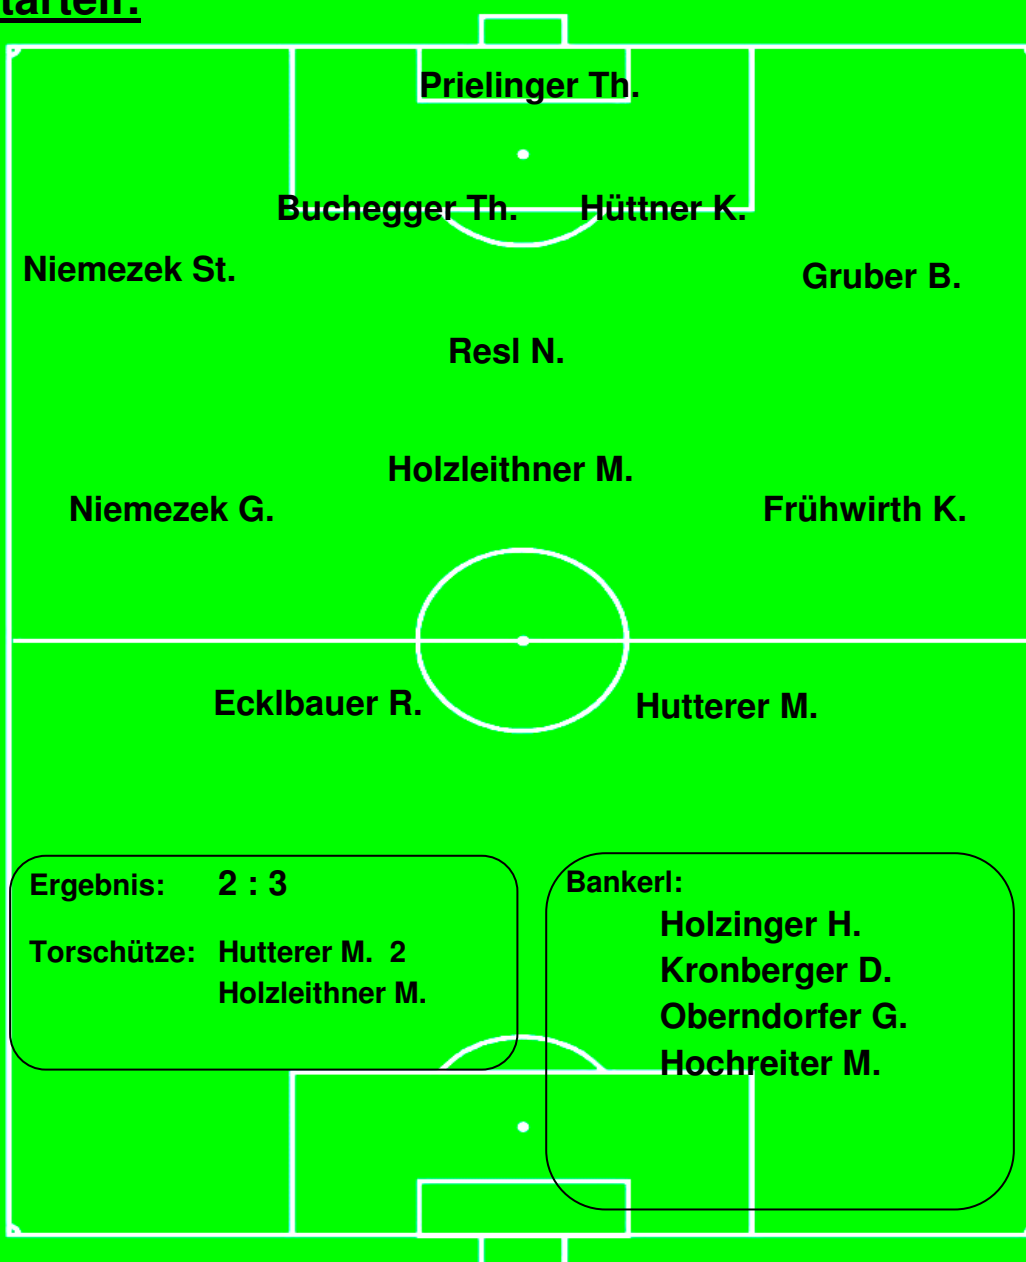 Prielinger Th.
Buchegger Th. Hüttner K.
Niemezek St.
Gruber B.
Resl N.
Holzleithner M.
Niemezek G. Frühwirth K.
Ecklbauer R. Hutterer M.
Ergebnis: 2 : 3
Torschütze: Hutterer M. 2
Holzleithner M.
Bankerl:
Holzinger H.
Kronberger D.
Oberndorfer G.
Hochreiter M.